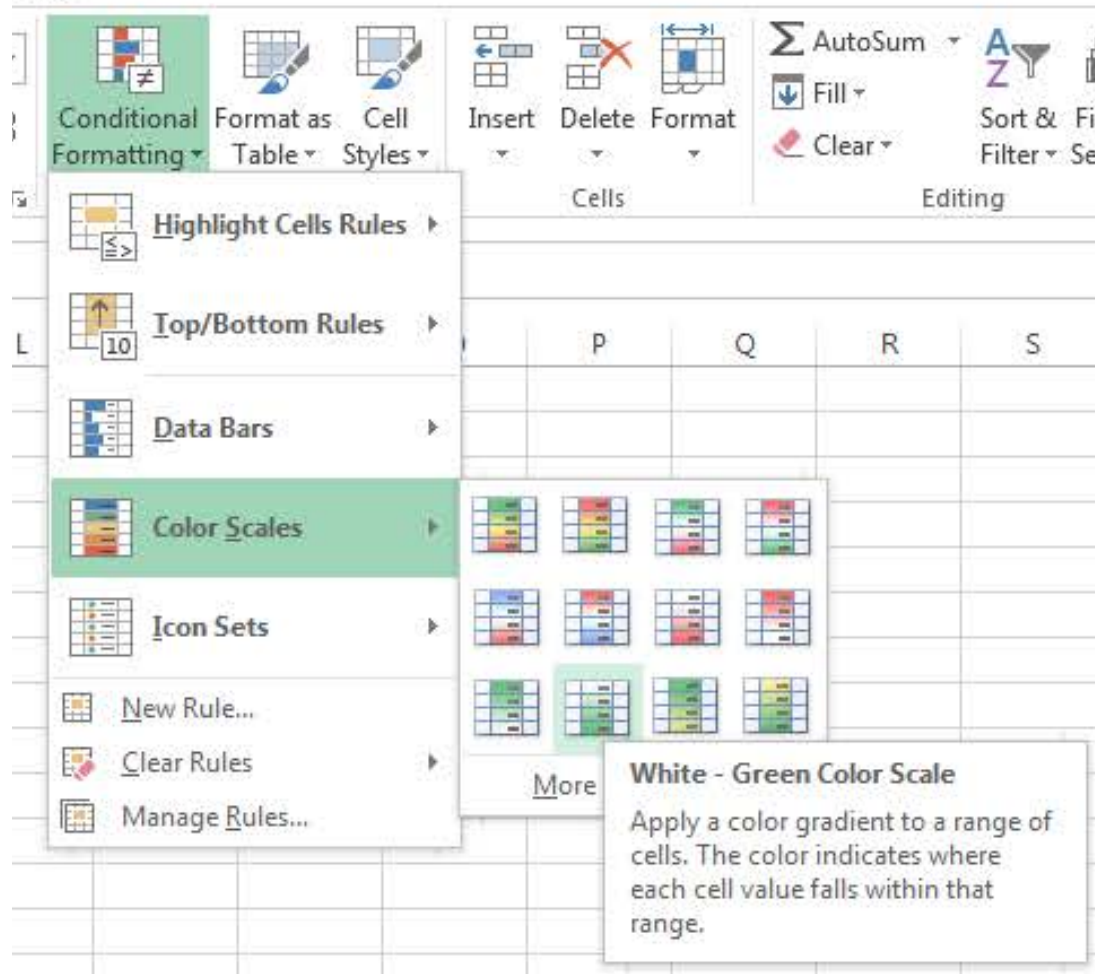 AutoSum
Fill
Clear
Conditional Formatting
Format as Table
Cell Styles
Insert
Delete
Format
Sort & Filter
Cells
Editing
Highlight Cells Rules
Top/Bottom Rules
10
L
P
Q
R
S
Data Bars
Color Scales
Icon Sets
New Rule...
Clear Rules
Manage Rules...
More
White - Green Color Scale
Apply a color gradient to a range of
cells. The color indicates where
each cell value falls within that
range.